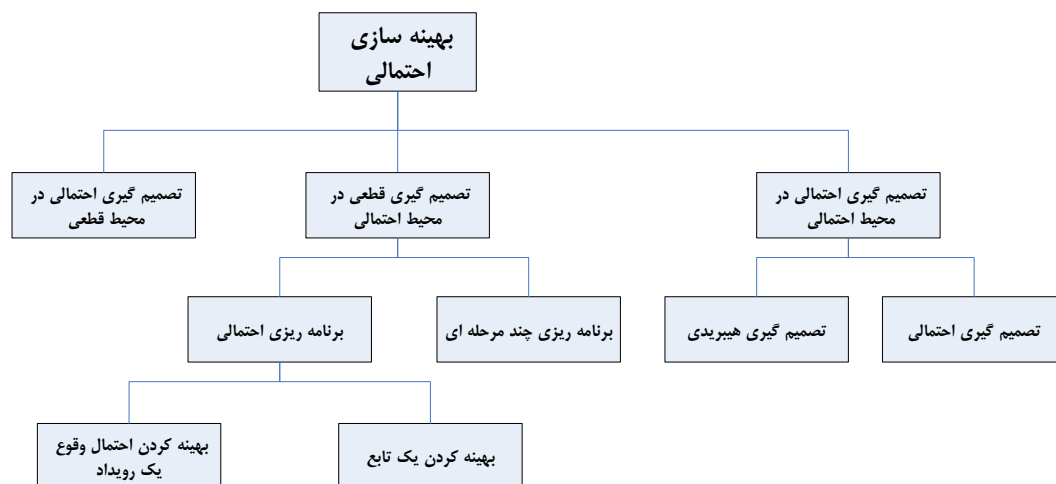 بهینه سازی
احتمالی
تصمیم گیری احتمالی در
محیط احتمالی
تصمیم گیری قطعی در
محیط احتمالی
تصمیم گیری احتمالی در
محیط قطعی
تصمیم گیری احتمالی
تصمیم گیری هیبریدی
برنامه ریزی چند مرحله ای
برنامه ریزی احتمالی
بهینه کردن یک تابع
بهینه کردن احتمال وقوع
یک رویداد